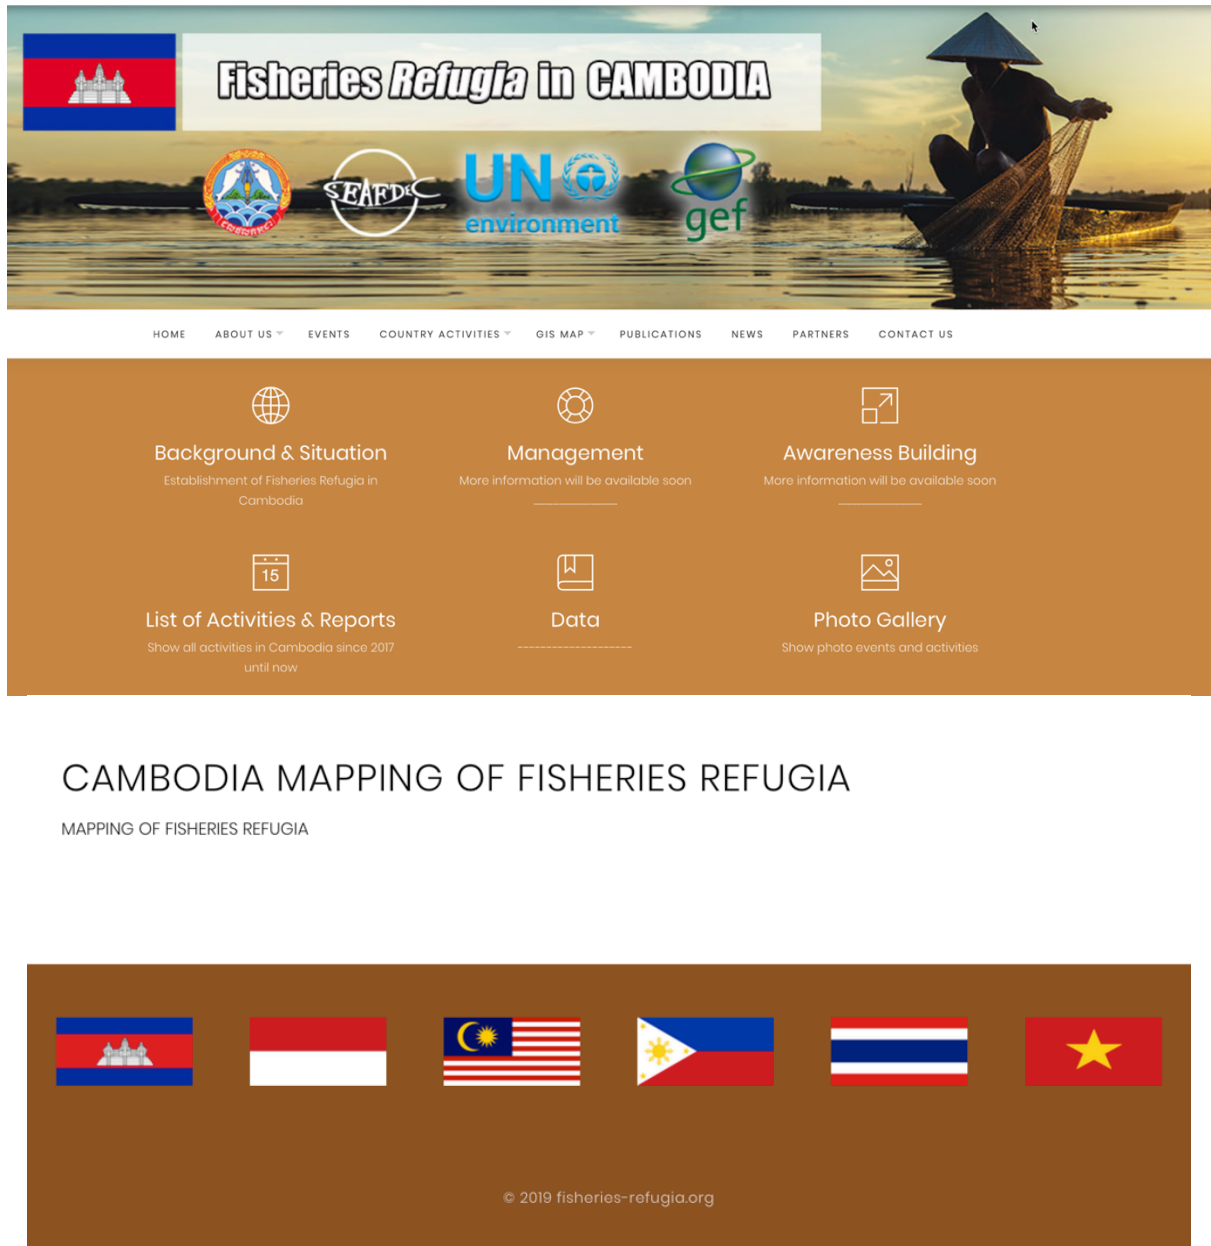 Fisheries Refugia in CAMBODIA
SEAFDEC
UN
environment
gef
HOME ABOUT US EVENTS COUNTRY ACTIVITIES GIS MAP PUBLICATIONS NEWS PARTNERS CONTACT US
Background & Situation
Establishment of Fisheries Refugia in
Cambodia
Management
More information will be available soon
Awareness Building
More information will be available soon
15
List of Activities & Reports
Show all activities in Cambodia since 2017
until now
Data
--------------------
Photo Gallery
Show photo events and activities
CAMBODIA MAPPING OF FISHERIES REFUGIA
MAPPING OF FISHERIES REFUGIA
© 2019 fisheries-refugia.org